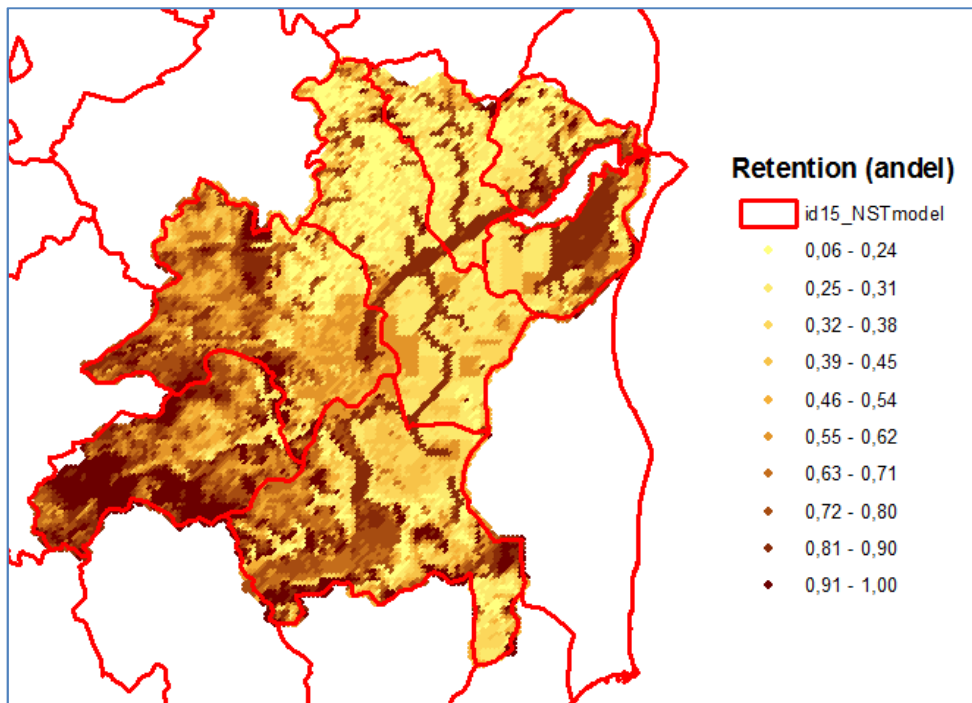 Retention (andel)
id15_NSTmodel
0,06 - 0,24
0,25 - 0,31
0,32 - 0,38
0,39 - 0,45
0,46 - 0,54
0,55 - 0,62
0,63 - 0,71
0,72 - 0,80
0,81 - 0,90
0,91 - 1,00